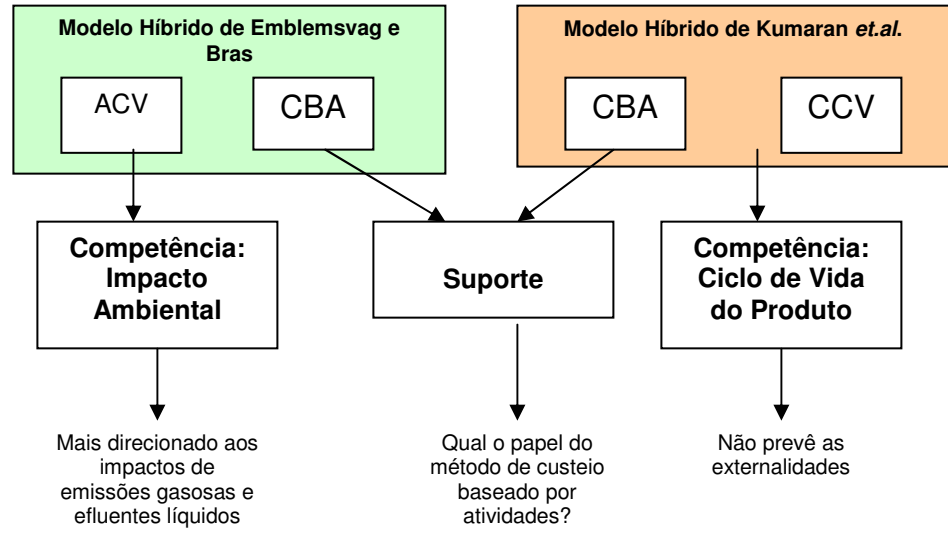 Modelo Híbrido de Emblemsvag e
Bras
ACV
CBA
Modelo Híbrido de Kumaran et.al.
CBA
CCV
Competência:
Impacto
Ambiental
Suporte
Competência:
Ciclo de Vida
do Produto
Mais direcionado aos
impactos de
emissões gasosas e
efluentes líquidos
Qual o papel do
método de custeio
baseado por
atividades?
Não prevê as
externalidades